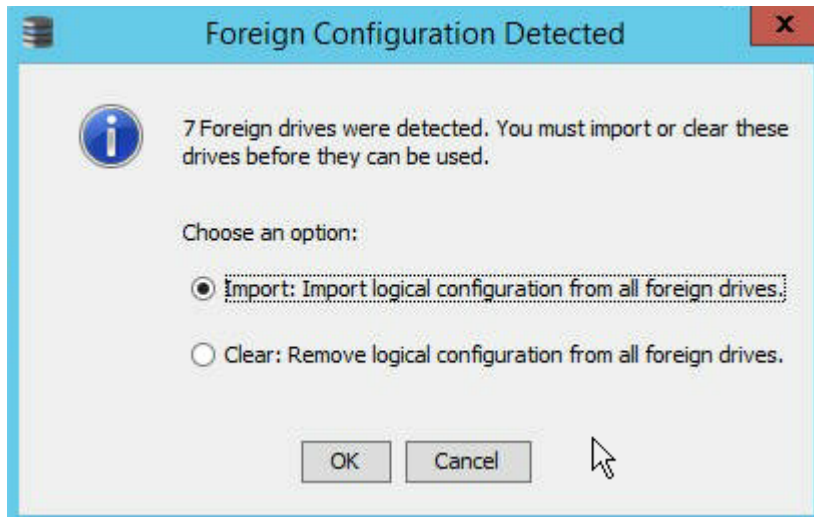 Foreign Configuration Detected
x
7 Foreign drives were detected. You must import or clear these
drives before they can be used.
Choose an option:
Import: Import logical configuration from all foreign drives.
Clear: Remove logical configuration from all foreign drives.
OK Cancel